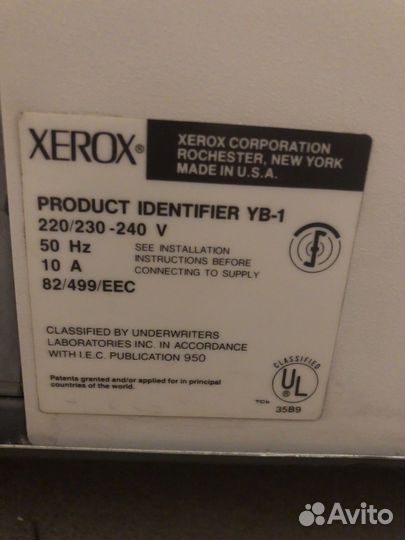 XEROX®
XEROX CORPORATION
ROCHESTER, NEW YORK
MADE IN U.S.A.
PRODUCT IDENTIFIER YB-1
220/230-240 V
50 Hz
10 A
SEE INSTALLATION
INSTRUCTIONS BEFORE
CONNECTING TO SUPPLY
82/499/EEC
CLASSIFIED BY UNDERWRITERS
LABORATORIES INC. IN ACCORDANCE
WITH I.E.C. PUBLICATION 950
Patents granted and/or applied for in principal
countries of the world.
CLASSIFIED
UL®
35B9
Avito